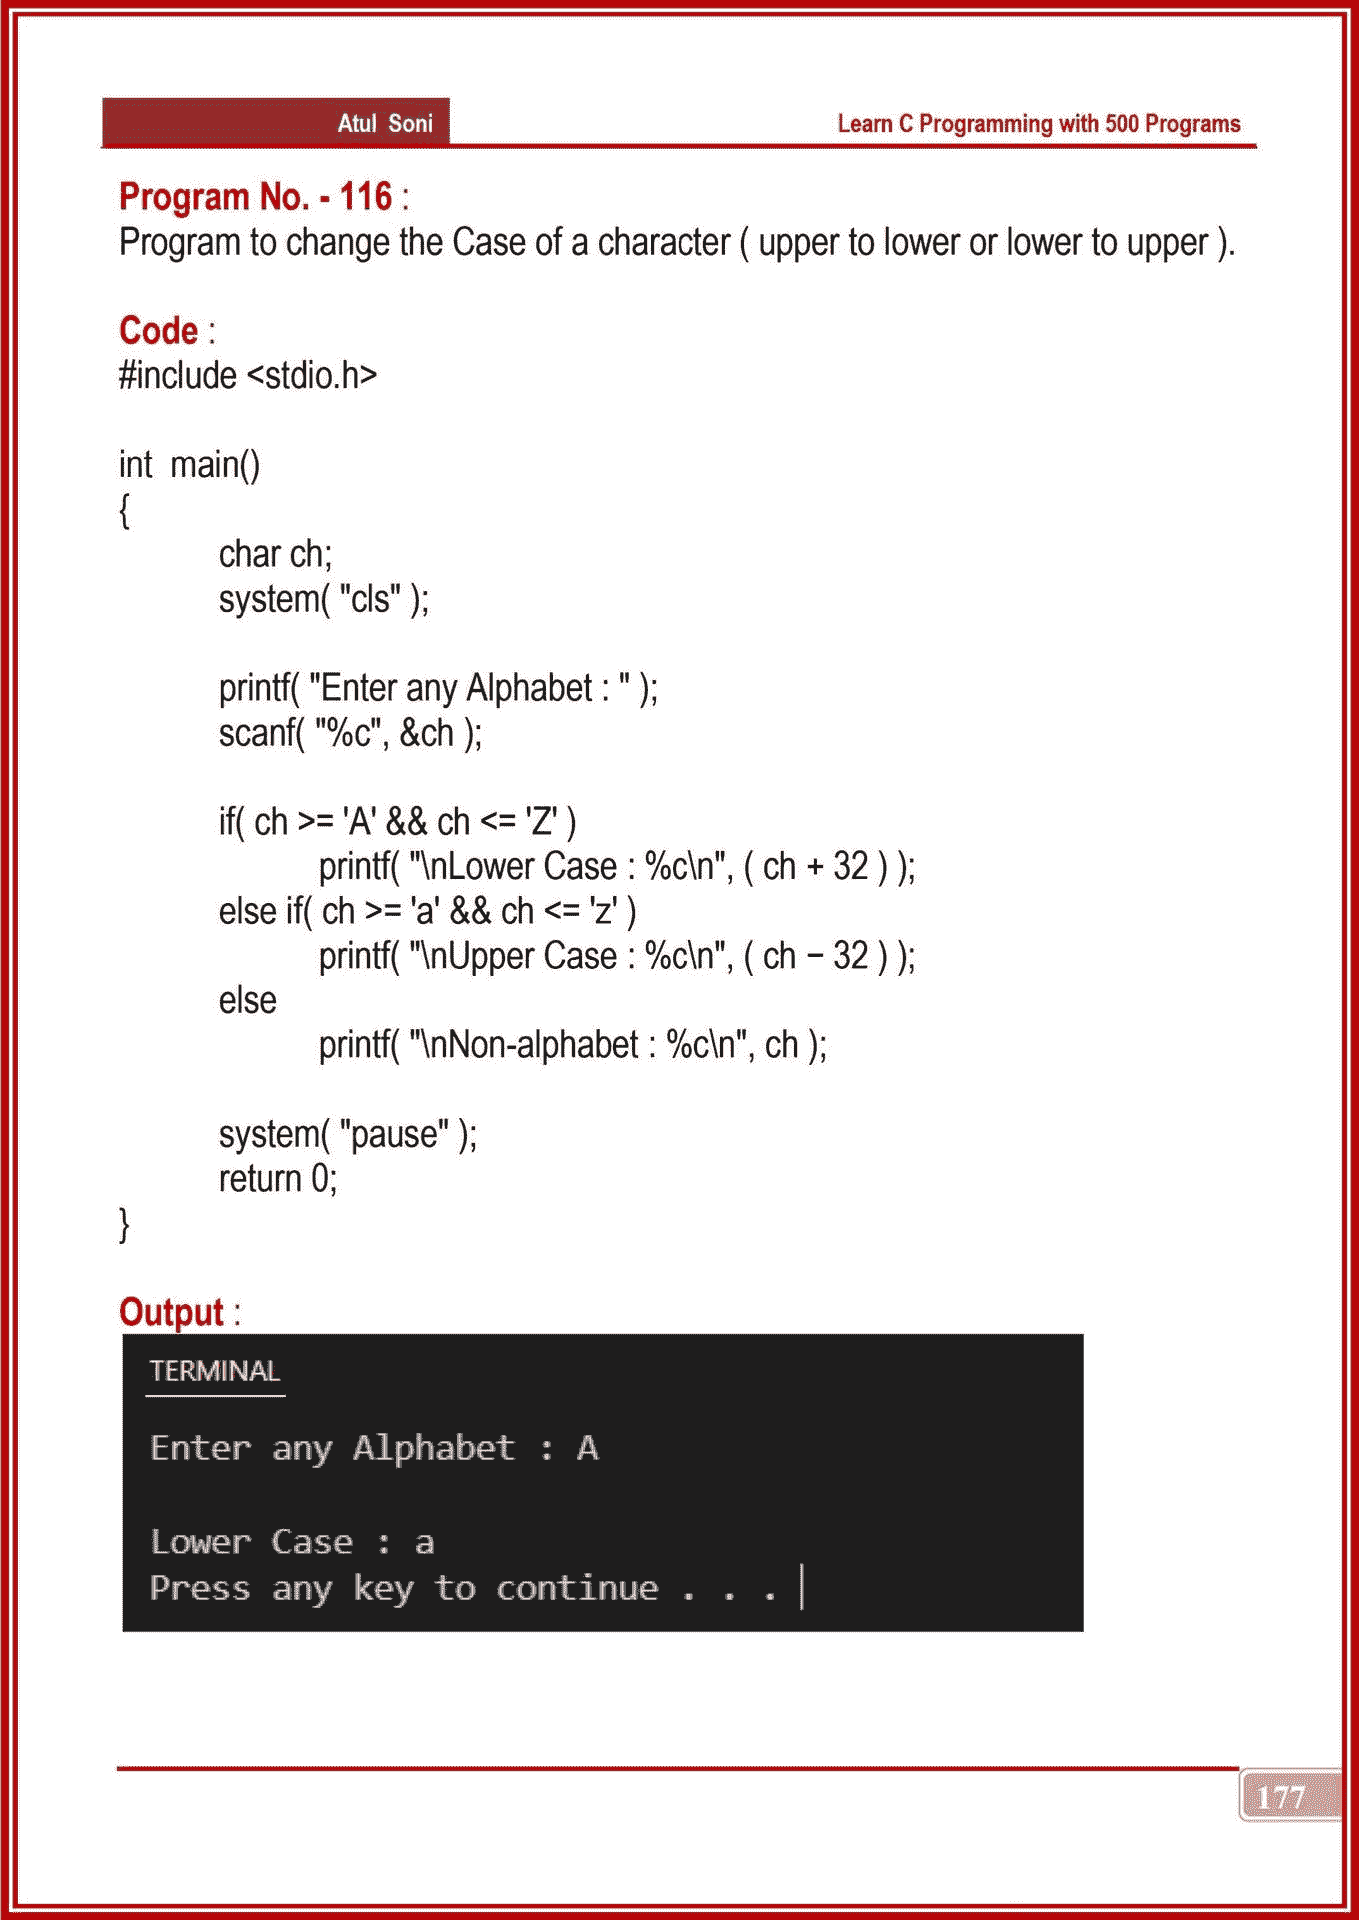 Atul Soni
Learn C Programming with 500 Programs
Program No. - 116 :
Program to change the Case of a character ( upper to lower or lower to upper ).
Code :
#include <stdio.h>
int main()
{
char ch;
system( "cls" );
printf( "Enter any Alphabet : " );
scanf( "%c", &ch );
if( ch >= 'A' && ch <= 'Z' )
printf( "\nLower Case : %c\n", ( ch + 32 ) );
else if( ch >= 'a' && ch <= 'z' )
printf( "\nUpper Case : %c\n", ( ch − 32 ) );
else
printf( "\nNon-alphabet : %c\n", ch );
system( "pause" );
return 0;
}
Output :
TERMINAL
Enter any Alphabet : A
Lower Case : a
Press any key to continue . . .
177